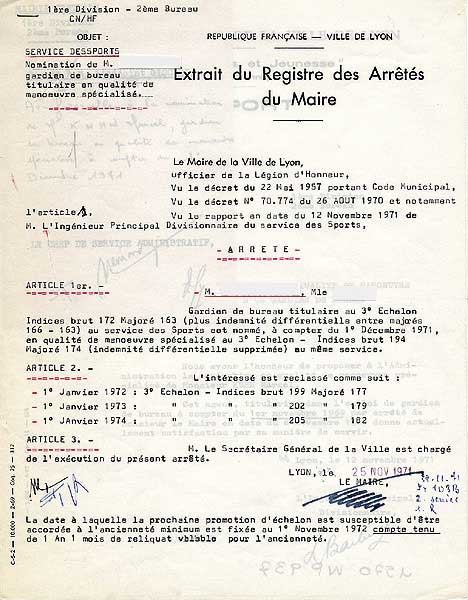 1ère Division - 2ème Bureau
CN/HF
OBJET :
SERVICE DESSPORTS
Nomination de M.
gardien de bureau
titulaire en qualité de
manoeuvre spécialisé.
REPUBLIQUE FRANÇAISE — VILLE DE LYON
Extrait du Registre des Arrêtés
du Maire
Le Maire de la Ville de Lyon,
Officier de la Légion d'Honneur,
Vu le décret du 22 Mai 1957 portant Code Municipal,
Vu le décret N° 70.774 du 26 AOUT 1970 et notamment
l'article
Vu le rapport en date du 12 Novembre 1971 de
M. L'Ingénieur Principal Divisionnaire du service des Sports,
- ARRETE -
ARTICLE 1er. -
M. , Mle
Gardien de bureau titulaire au 3° Echelon
Indices brut 172 Majoré 163 (plus indemnité différentielle entre majorés
166 - 163) au service des Sports est nommé, à compter du 1° Décembre 1971,
en qualité de manoeuvre spécialisé au 3° Echelon - Indices brut 194
Majoré 174 (indemnité différentielle supprimée) au même service.
ARTICLE 2. -
L'intéressé est reclassé comme suit :
- 1° Janvier 1972 : 3° Echelon - Indices brut 199 Majoré 177
- 1° Janvier 1973 : " " 202 " 179
- 1° Janvier 1974 : " " 205 " 182
ARTICLE 3. -
M. Le Secrétaire Général de la Ville est chargé
de l'exécution du présent arrêté.
LYON, le 25 NOV 1971
LE MAIRE,
La date à laquelle la prochaine promotion d'échelon est susceptible d'être
accordée à l'ancienneté minimum est fixée au 1° Novembre 1972 compte tenu
de 1 An 1 mois de reliquat vblbblo pour l'ancienneté.